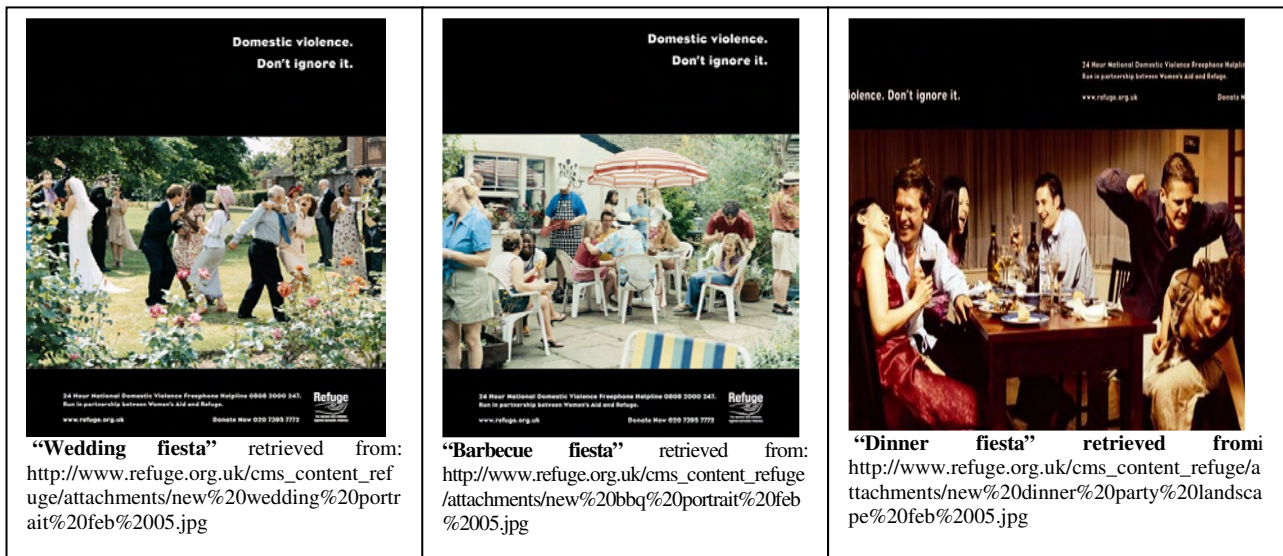 Domestic violence.
Don't ignore it.
24 Hour National Domestic Violence Freephone Helpline 0808 2000 247.
Run in partnership between Women's Aid and Refuge.
www.refuge.org.uk Donate Now 020 7395 7772
Refuge
“Wedding fiesta” retrieved from:
http://www.refuge.org.uk/cms_content_ref
uge/attachments/new%20wedding%20portr
ait%20feb%2005.jpg
Domestic violence.
Don't ignore it.
24 Hour National Domestic Violence Freephone Helpline 0808 2000 247.
Run in partnership between Women's Aid and Refuge.
www.refuge.org.uk Donate Now 020 7395 7772
Refuge
“Barbecue fiesta” retrieved from:
http://www.refuge.org.uk/cms_content_refuge
/attachments/new%20bbq%20portrait%20feb
%2005.jpg
24 Hour National Domestic Violence Freephone Helplin
Run in partnership between Women's Aid and Refuge.
iolence. Don't ignore it.
www.refuge.org.uk Donate N
“Dinner fiesta” retrieved fromi
http://www.refuge.org.uk/cms_content_refuge/a
ttachments/new%20dinner%20party%20landsca
pe%20feb%2005.jpg